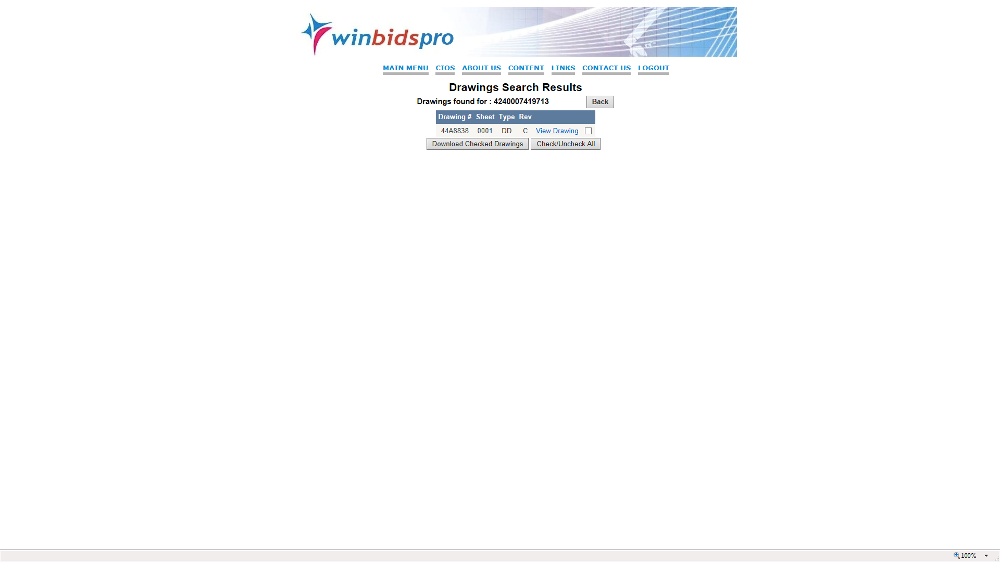 winbidspro
MAIN MENU CIOS ABOUT US CONTENT LINKS CONTACT US LOGOUT
Drawings Search Results
Drawings found for : 4240007419713 Back
Drawing # Sheet Type Rev
44A8838 0001 DD C View Drawing
Download Checked Drawings Check/Uncheck All
100%